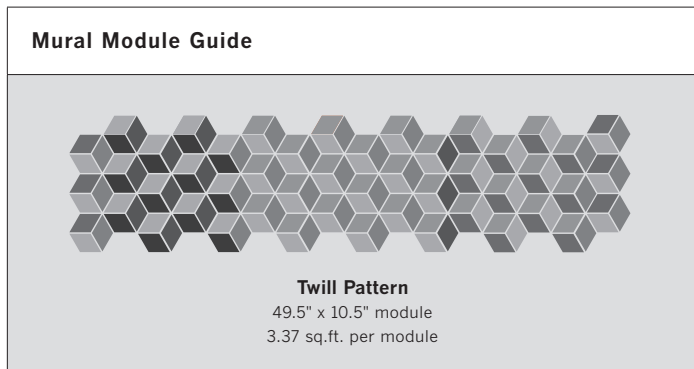 Mural Module Guide
Twill Pattern
49.5" x 10.5" module
3.37 sq.ft. per module